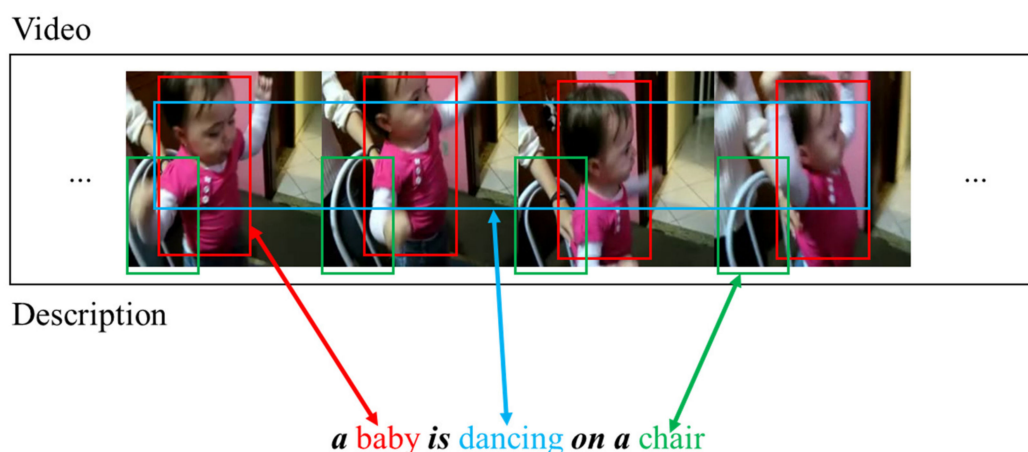 Video
... ...
Description
a baby is dancing on a chair